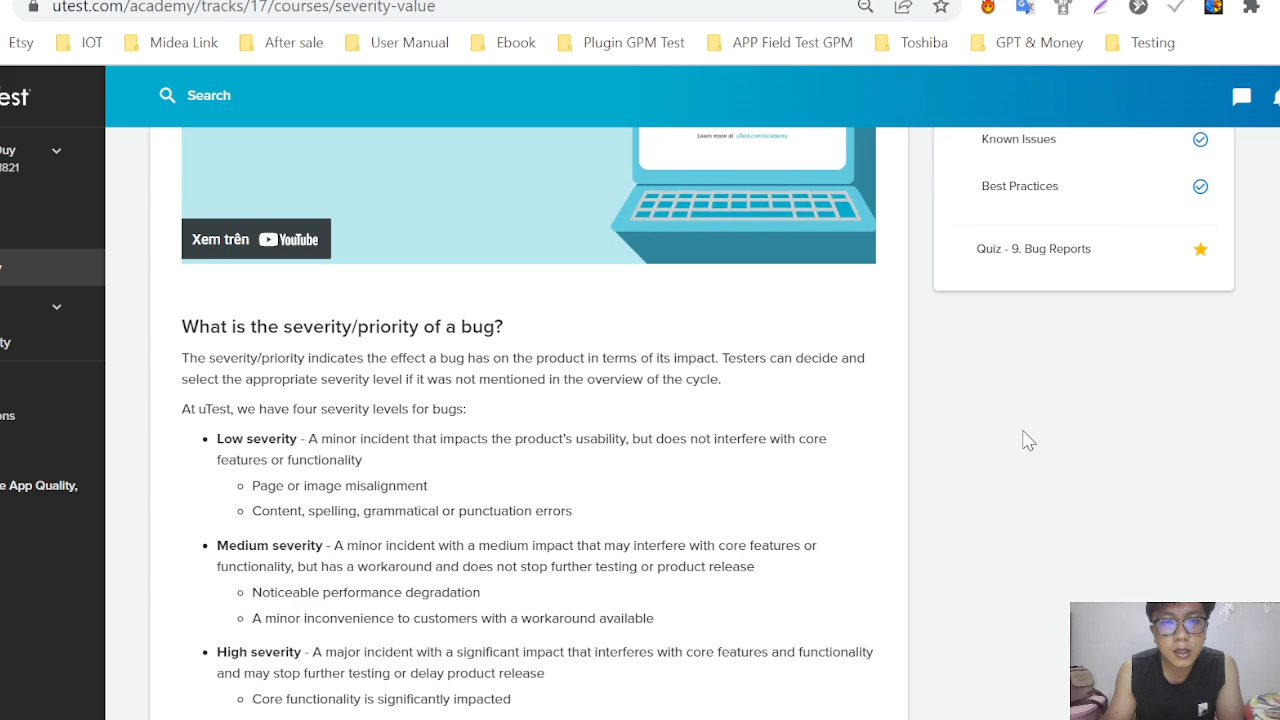 utest.com/academy/tracks/17/courses/severity-value
Etsy IOT Midea Link After sale User Manual Ebook Plugin GPM Test APP Field Test GPM Toshiba GPT & Money Testing
est Search
uy
1821
Learn more at utest.com/academy
Known Issues
Best Practices
Xem trên YouTube
Quiz - 9. Bug Reports
What is the severity/priority of a bug?
The severity/priority indicates the effect a bug has on the product in terms of its impact. Testers can decide and
select the appropriate severity level if it was not mentioned in the overview of the cycle.
ty
At uTest, we have four severity levels for bugs:
ons
• Low severity - A minor incident that impacts the product's usability, but does not interfere with core
features or functionality
e App Quality,
○ Page or image misalignment
○ Content, spelling, grammatical or punctuation errors
• Medium severity - A minor incident with a medium impact that may interfere with core features or
functionality, but has a workaround and does not stop further testing or product release
○ Noticeable performance degradation
○ A minor inconvenience to customers with a workaround available
• High severity - A major incident with a significant impact that interferes with core features and functionality
and may stop further testing or delay product release
○ Core functionality is significantly impacted